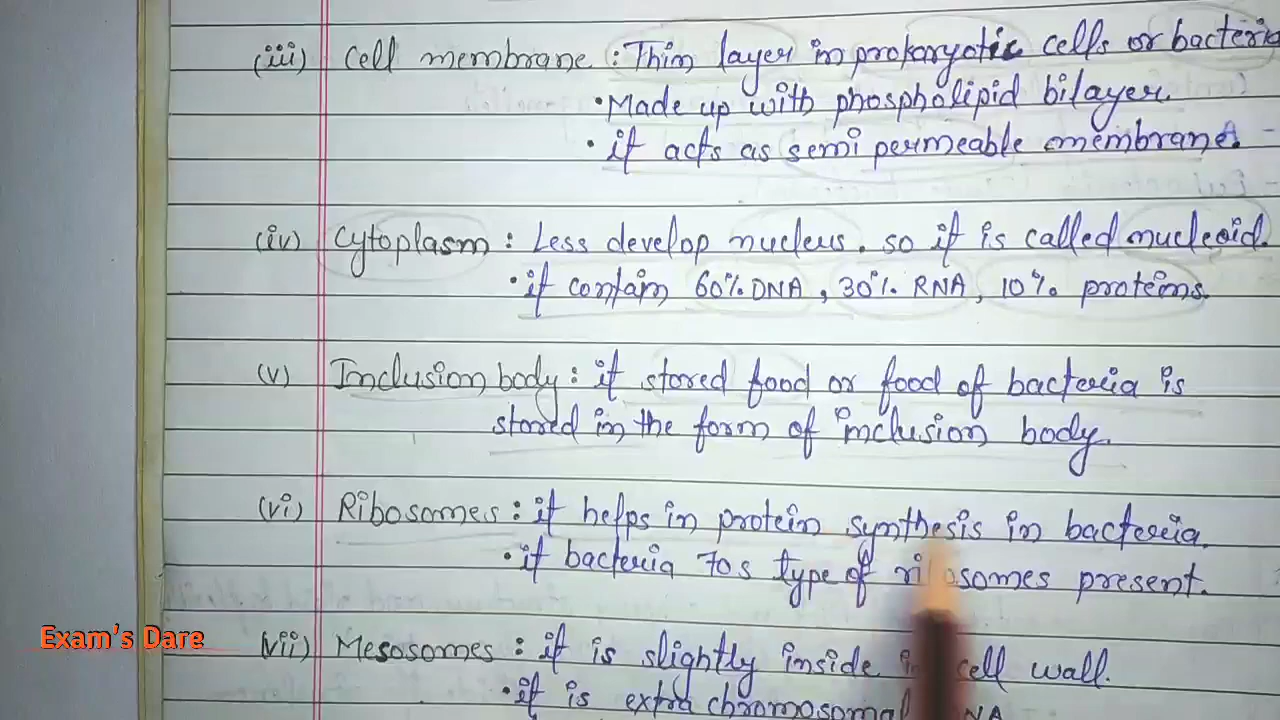 (iii) Cell membrane : Thin layer in prokaryotic cells or bacteria
• Made up with phospholipid bilayer.
• it acts as semi permeable membrane.
(iv) Cytoplasm : Less develop nucleus. so it is called nucleoid.
• it contain 60% DNA, 30% RNA, 10% proteins.
(v) Inclusion body : it stored food or food of bacteria is
stored in the form of inclusion body.
(vi) Ribosomes : it helps in protein synthesis in bacteria.
• it bacteria 70s type of ribosomes present.
Exam's Dare
(vii) Mesosomes : it is slightly inside in cell wall.
• it is extra chromosomal